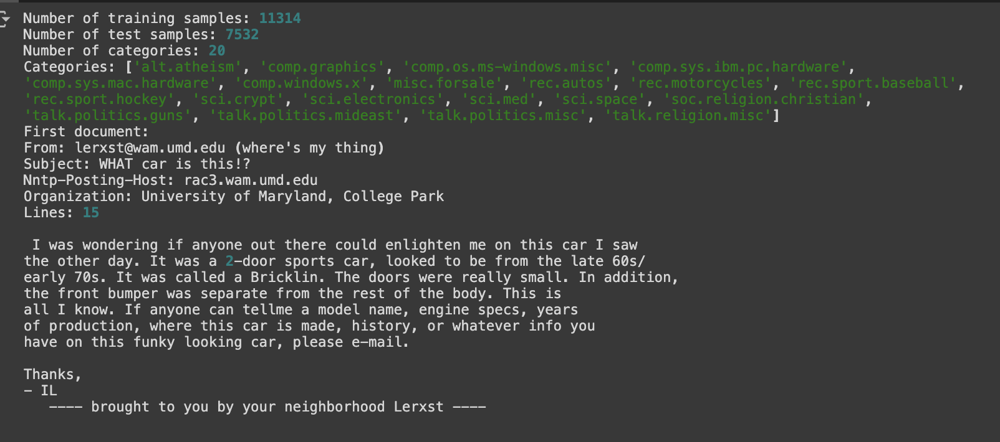 Number of training samples: 11314
Number of test samples: 7532
Number of categories: 20
Categories: ['alt.atheism', 'comp.graphics', 'comp.os.ms-windows.misc', 'comp.sys.ibm.pc.hardware',
'comp.sys.mac.hardware', 'comp.windows.x', 'misc.forsale', 'rec.autos', 'rec.motorcycles', 'rec.sport.baseball',
'rec.sport.hockey', 'sci.crypt', 'sci.electronics', 'sci.med', 'sci.space', 'soc.religion.christian',
'talk.politics.guns', 'talk.politics.mideast', 'talk.politics.misc', 'talk.religion.misc']
First document:
From: lerxst@wam.umd.edu (where's my thing)
Subject: WHAT car is this!?
Nntp-Posting-Host: rac3.wam.umd.edu
Organization: University of Maryland, College Park
Lines: 15
I was wondering if anyone out there could enlighten me on this car I saw
the other day. It was a 2-door sports car, looked to be from the late 60s/
early 70s. It was called a Bricklin. The doors were really small. In addition,
the front bumper was separate from the rest of the body. This is
all I know. If anyone can tellme a model name, engine specs, years
of production, where this car is made, history, or whatever info you
have on this funky looking car, please e-mail.
Thanks,
- IL
---- brought to you by your neighborhood Lerxst ----